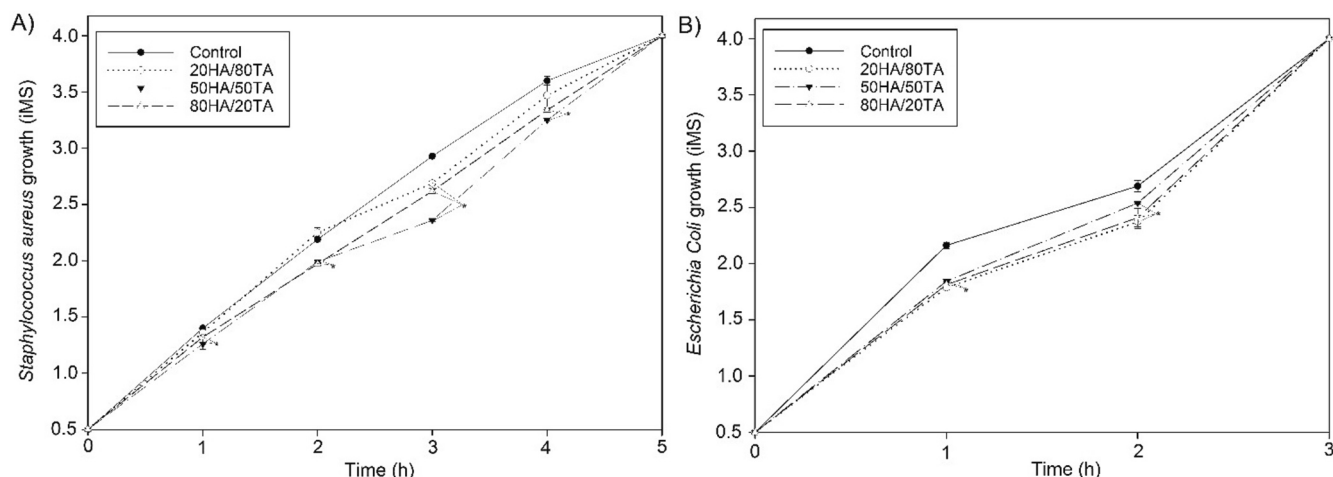 A)
Staphylococcus aureus growth (iMS)
4.0
3.5
3.0
2.5
2.0
1.5
1.0
0.5
Control
20HA/80TA
50HA/50TA
80HA/20TA
*
*
*
*
0 1 2 3 4 5
Time (h)
B)
Escherichia Coli growth (iMS)
4.0
3.5
3.0
2.5
2.0
1.5
1.0
0.5
Control
20HA/80TA
50HA/50TA
80HA/20TA
*
*
0 1 2 3
Time (h)